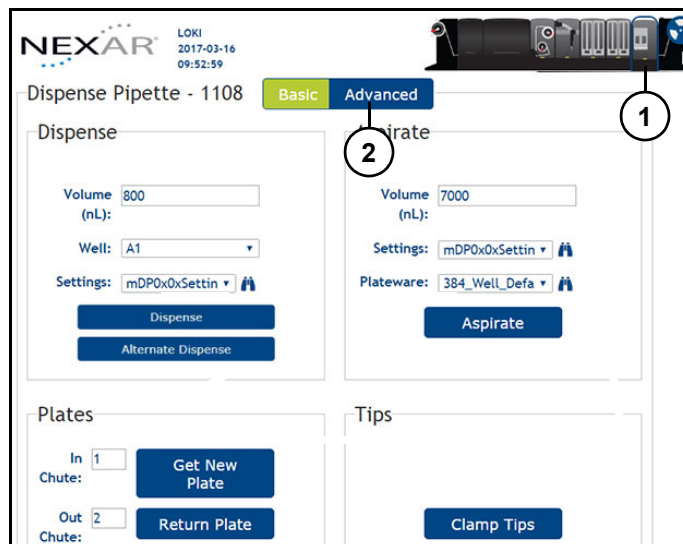 NEXAR
LOKI
2017-03-16
09:52:59
1
Dispense Pipette - 1108
Basic
Advanced
2
Dispense
Volume
(nL):
800
Well:
A1
Settings:
mDP0x0xSettin
Dispense
Alternate Dispense
Aspirate
Volume
(nL):
7000
Settings:
mDP0x0xSettin
Plateware:
384_Well_Defa
Aspirate
Plates
In
Chute:
1
Get New
Plate
Out
Chute:
2
Return Plate
Tips
Clamp Tips